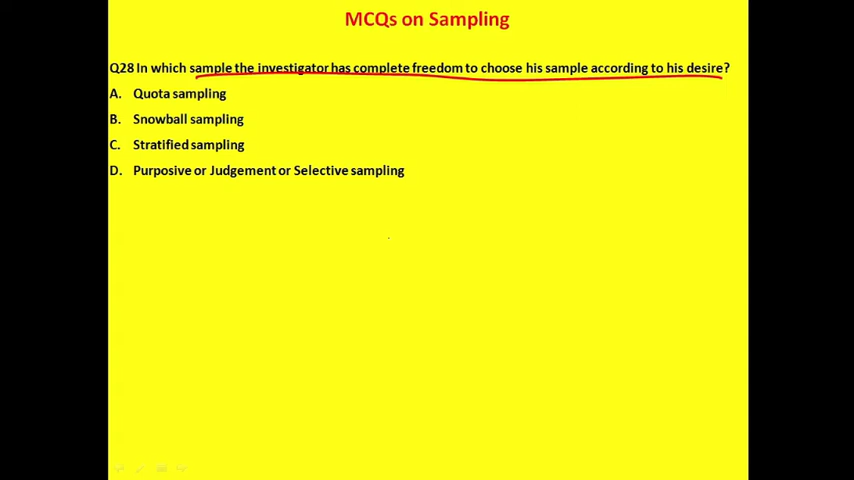 MCQs on Sampling
Q28 In which sample the investigator has complete freedom to choose his sample according to his desire?
A. Quota sampling
B. Snowball sampling
C. Stratified sampling
D. Purposive or Judgement or Selective sampling